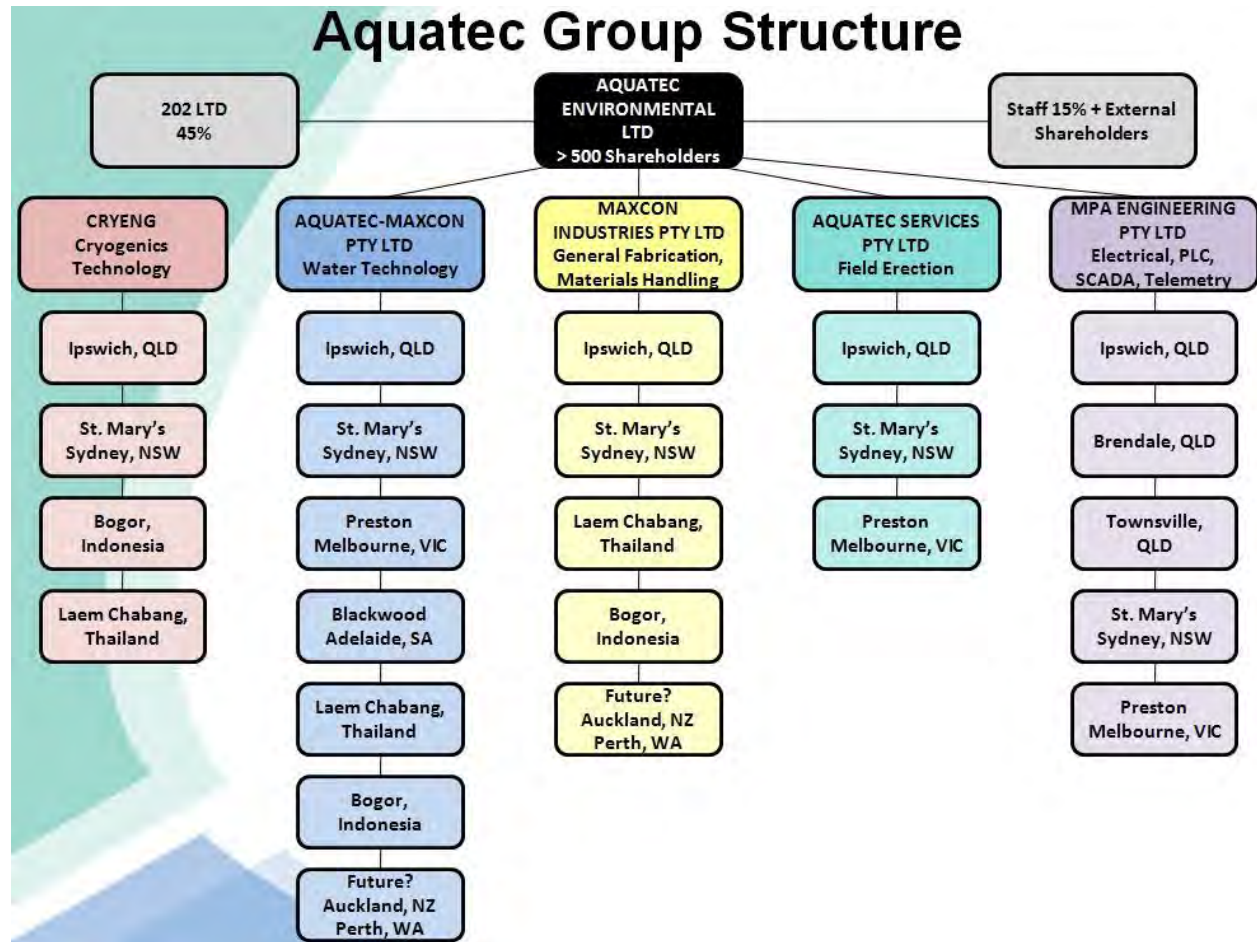 Aquatec Group Structure
202 LTD
45%
AQUATEC
ENVIRONMENTAL
LTD
> 500 Shareholders
Staff 15% + External
Shareholders
CRYENG
Cryogenics
Technology
Ipswich, QLD
St. Mary’s
Sydney, NSW
Bogor,
Indonesia
Laem Chabang,
Thailand
AQUATEC-MAXCON
PTY LTD
Water Technology
Ipswich, QLD
St. Mary’s
Sydney, NSW
Preston
Melbourne, VIC
Blackwood
Adelaide, SA
Laem Chabang,
Thailand
Bogor,
Indonesia
Future?
Auckland, NZ
Perth, WA
MAXCON
INDUSTRIES PTY LTD
General Fabrication,
Materials Handling
Ipswich, QLD
St. Mary’s
Sydney, NSW
Laem Chabang,
Thailand
Bogor,
Indonesia
Future?
Auckland, NZ
Perth, WA
AQUATEC SERVICES
PTY LTD
Field Erection
Ipswich, QLD
St. Mary’s
Sydney, NSW
Preston
Melbourne, VIC
MPA ENGINEERING
PTY LTD
Electrical, PLC,
SCADA, Telemetry
Ipswich, QLD
Brendale, QLD
Townsville,
QLD
St. Mary’s
Sydney, NSW
Preston
Melbourne, VIC